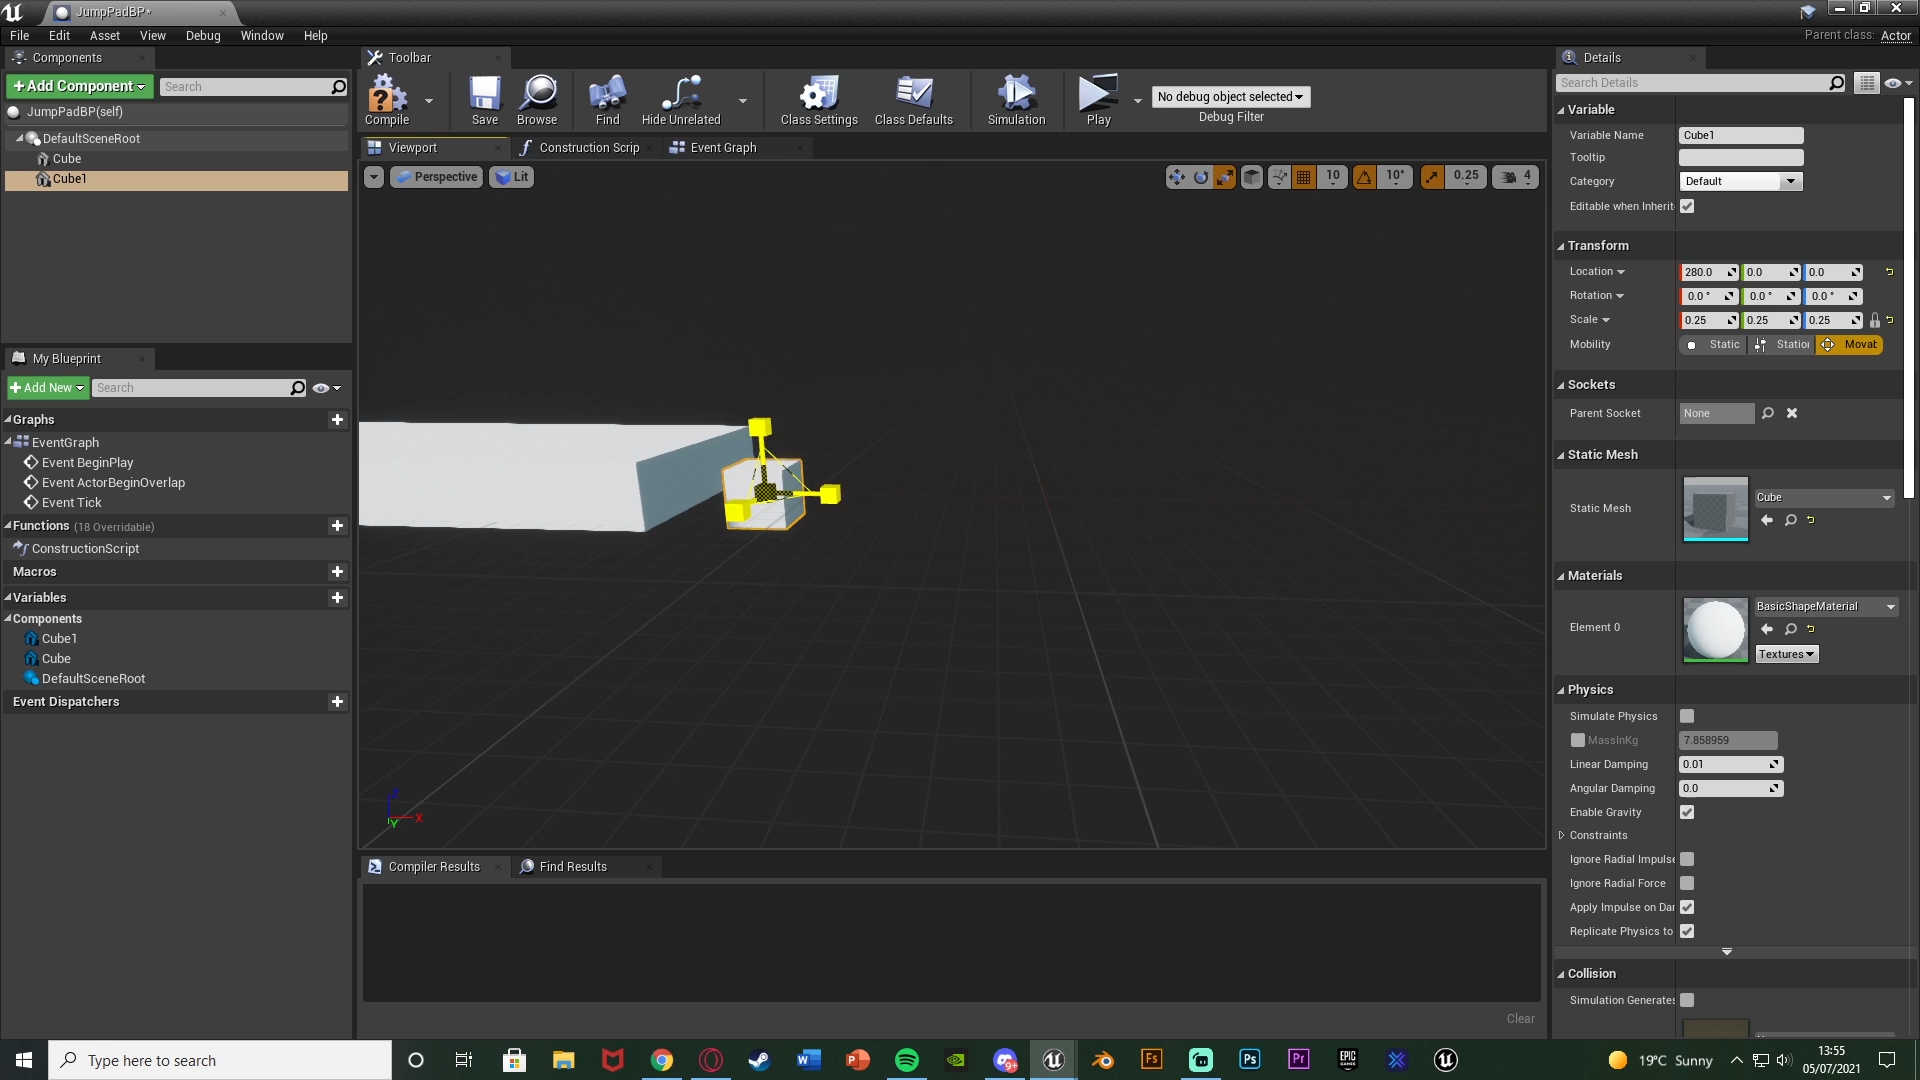 JumpPadBP*
File Edit Asset View Debug Window Help
Parent class: Actor
Components
+Add Component
Search
JumpPadBP(self)
DefaultSceneRoot
Cube
Cube1
My Blueprint
+Add New
Search
Graphs
EventGraph
Event BeginPlay
Event ActorBeginOverlap
Event Tick
Functions (18 Overridable)
ConstructionScript
Macros
Variables
Components
Cube1
Cube
DefaultSceneRoot
Event Dispatchers
Toolbar
Compile
Save
Browse
Find
Hide Unrelated
Class Settings
Class Defaults
Simulation
Play
No debug object selected
Debug Filter
Viewport
Construction Scrip
Event Graph
Perspective
Lit
10
10°
0.25
4
Z
X
Y
Compiler Results
Find Results
Clear
Details
Search Details
Variable
Variable Name Cube1
Tooltip
Category Default
Editable when Inherit
Transform
Location 280.0 0.0 0.0
Rotation 0.0 ° 0.0 ° 0.0 °
Scale 0.25 0.25 0.25
Mobility Static Station Movab
Sockets
Parent Socket None
Static Mesh
Static Mesh Cube
Materials
Element 0 BasicShapeMaterial
Textures
Physics
Simulate Physics
MassInKg 7.858959
Linear Damping 0.01
Angular Damping 0.0
Enable Gravity
Constraints
Ignore Radial Impulse
Ignore Radial Force
Apply Impulse on Dar
Replicate Physics to
Collision
Simulation Generates
Type here to search
9+
Fs
Ps
Pr
EPIC GAMES
19°C Sunny
13:55
05/07/2021